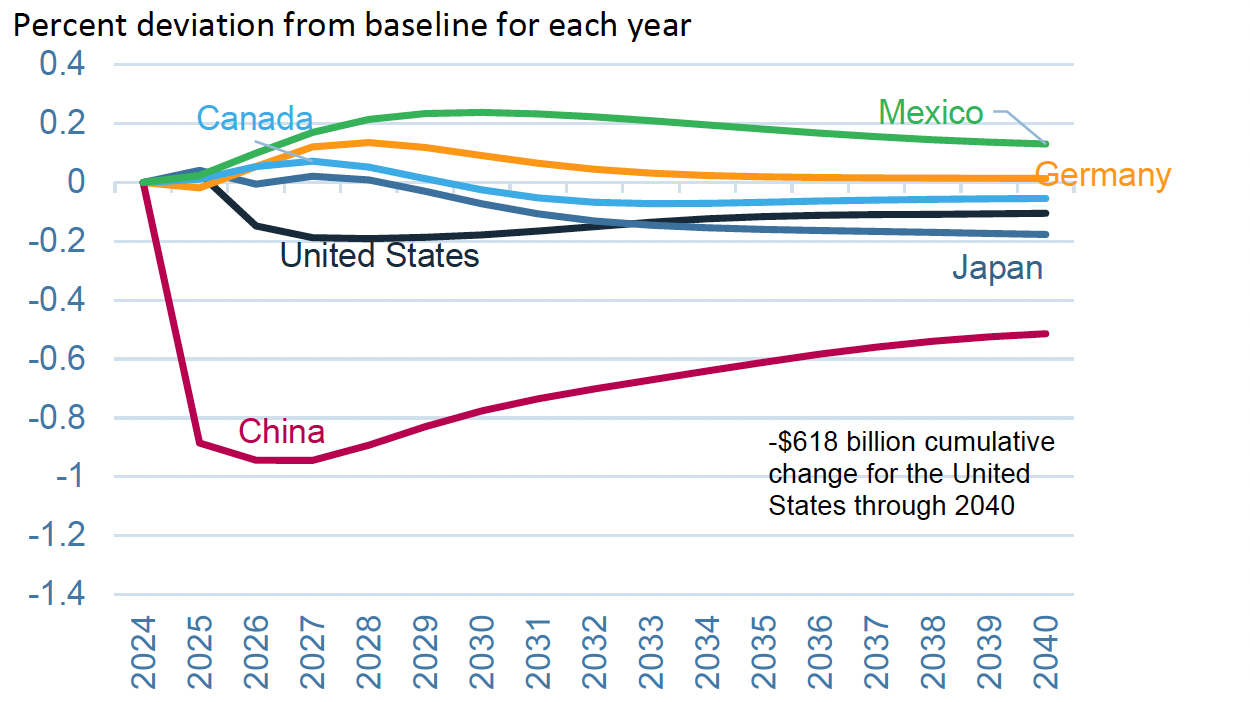 Percent deviation from baseline for each year
0.4
0.2
0
-0.2
-0.4
-0.6
-0.8
-1
-1.2
-1.4
Canada
Mexico
Germany
United States
Japan
China
-$618 billion cumulative
change for the United
States through 2040
2024
2025
2026
2027
2028
2029
2030
2031
2032
2033
2034
2035
2036
2037
2038
2039
2040